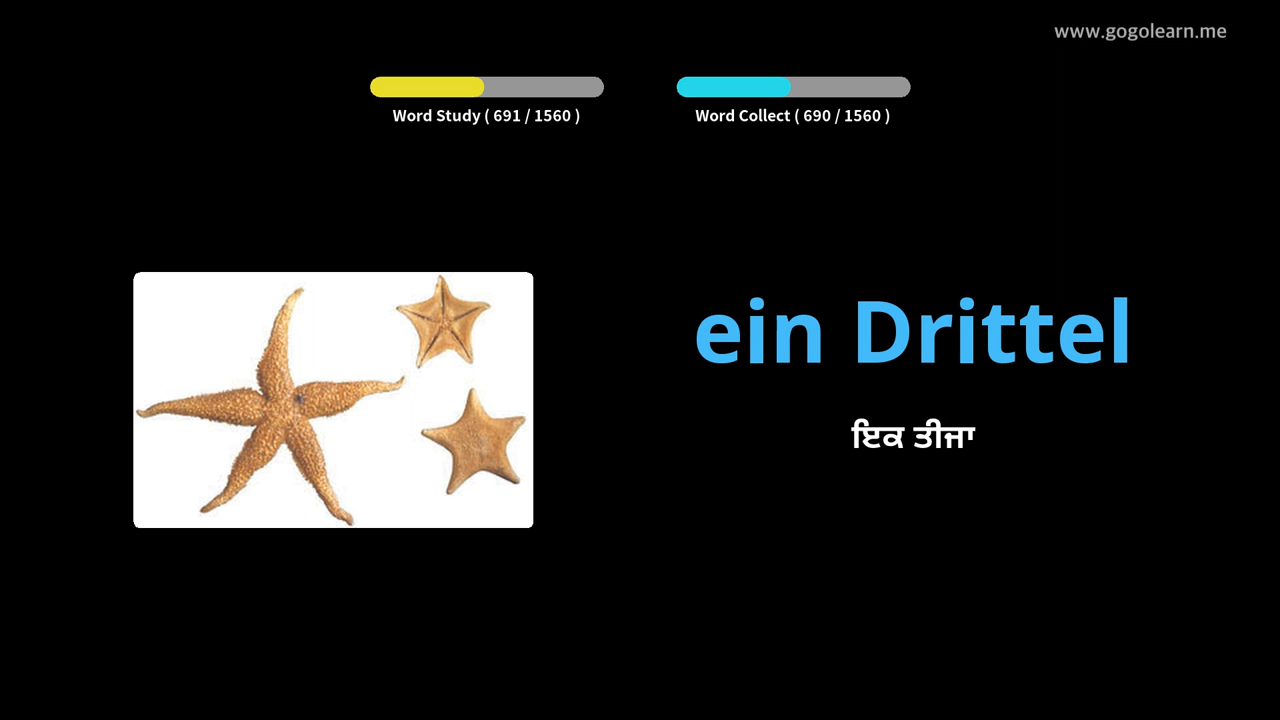 www.gogolearn.me
Word Study ( 691 / 1560 )
Word Collect ( 690 / 1560 )
ein Drittel
ਇਕ ਤੀਜਾ